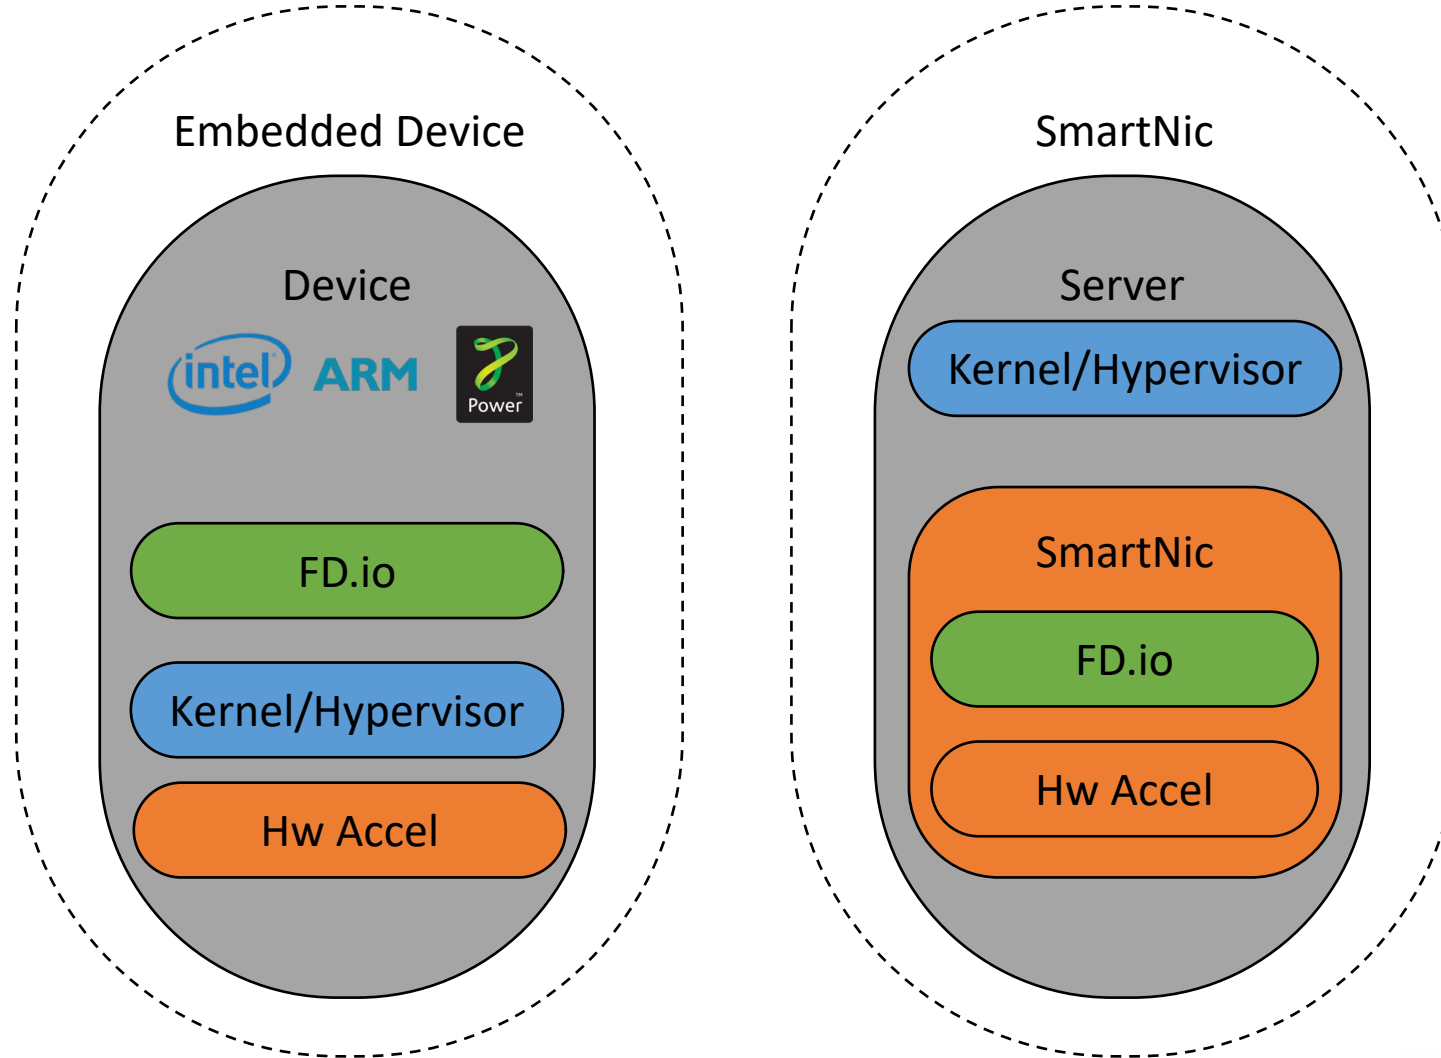 Embedded Device
Device
intel
ARM
Power™
FD.io
Kernel/Hypervisor
Hw Accel
SmartNic
Server
Kernel/Hypervisor
SmartNic
FD.io
Hw Accel